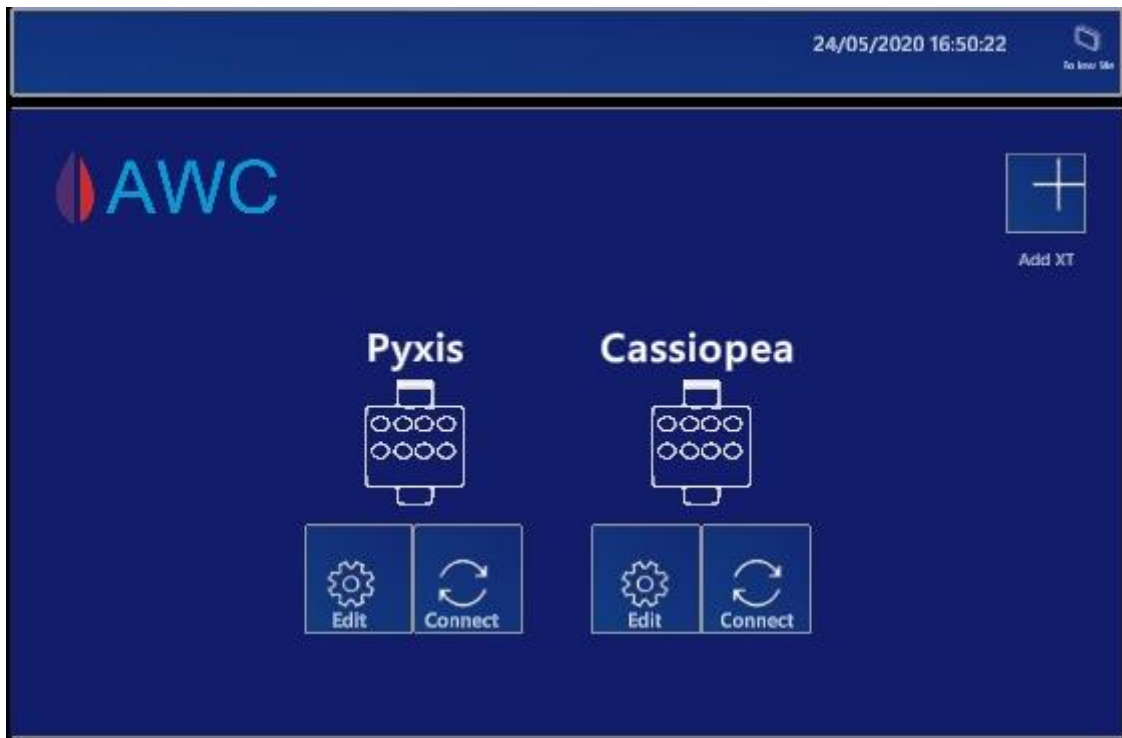 24/05/2020 16:50:22
AWC
Add XT
Pyxis
Cassiopea
Edit
Connect
Edit
Connect